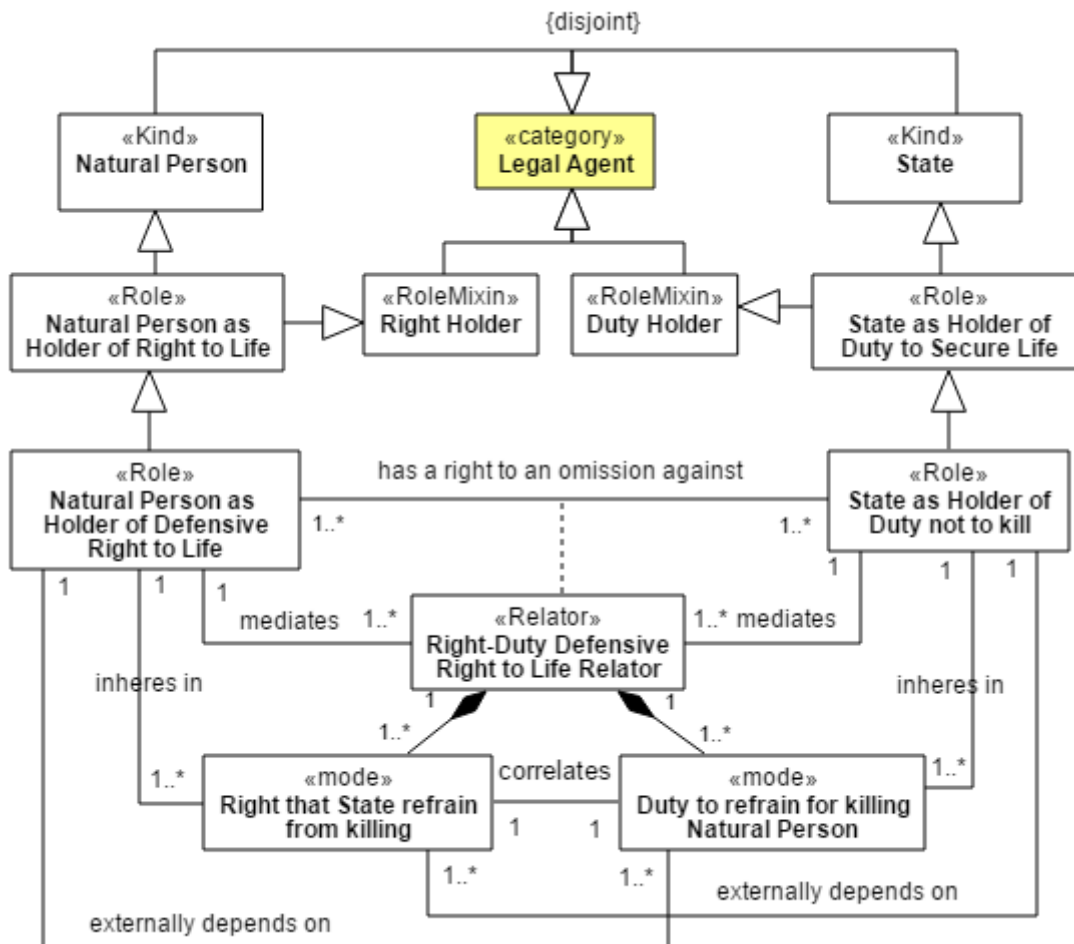 {disjoint}
«Kind»
Natural Person
«category»
Legal Agent
«Kind»
State
«Role»
Natural Person as
Holder of Right to Life
«RoleMixin»
Right Holder
«RoleMixin»
Duty Holder
«Role»
State as Holder of
Duty to Secure Life
«Role»
Natural Person as
Holder of Defensive
Right to Life
has a right to an omission against
1..*
1..*
«Role»
State as Holder of
Duty not to kill
1
1
1
1
1
1
mediates
1..*
«Relator»
Right-Duty Defensive
Right to Life Relator
1..*
mediates
inheres in
inheres in
1
1
1..*
1..*
1..*
1..*
«mode»
Right that State refrain
from killing
correlates
1
1
«mode»
Duty to refrain for killing
Natural Person
1..*
1..*
externally depends on
externally depends on